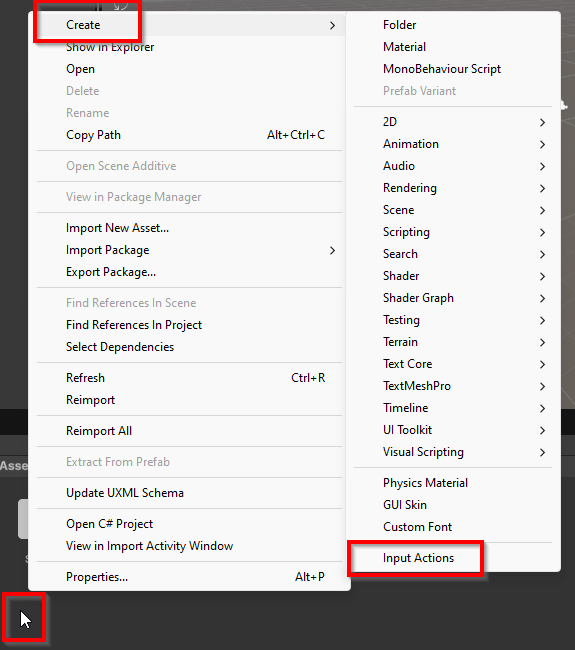 Create
Show in Explorer
Open
Delete
Rename
Copy Path Alt+Ctrl+C
Open Scene Additive
View in Package Manager
Import New Asset...
Import Package
Export Package...
Find References In Scene
Find References In Project
Select Dependencies
Refresh Ctrl+R
Reimport
Reimport All
Extract From Prefab
Update UXML Schema
Open C# Project
View in Import Activity Window
Properties... Alt+P
Folder
Material
MonoBehaviour Script
Prefab Variant
2D
Animation
Audio
Rendering
Scene
Scripting
Search
Shader
Shader Graph
Testing
Terrain
Text Core
TextMeshPro
Timeline
UI Toolkit
Visual Scripting
Physics Material
GUI Skin
Custom Font
Input Actions
Asse